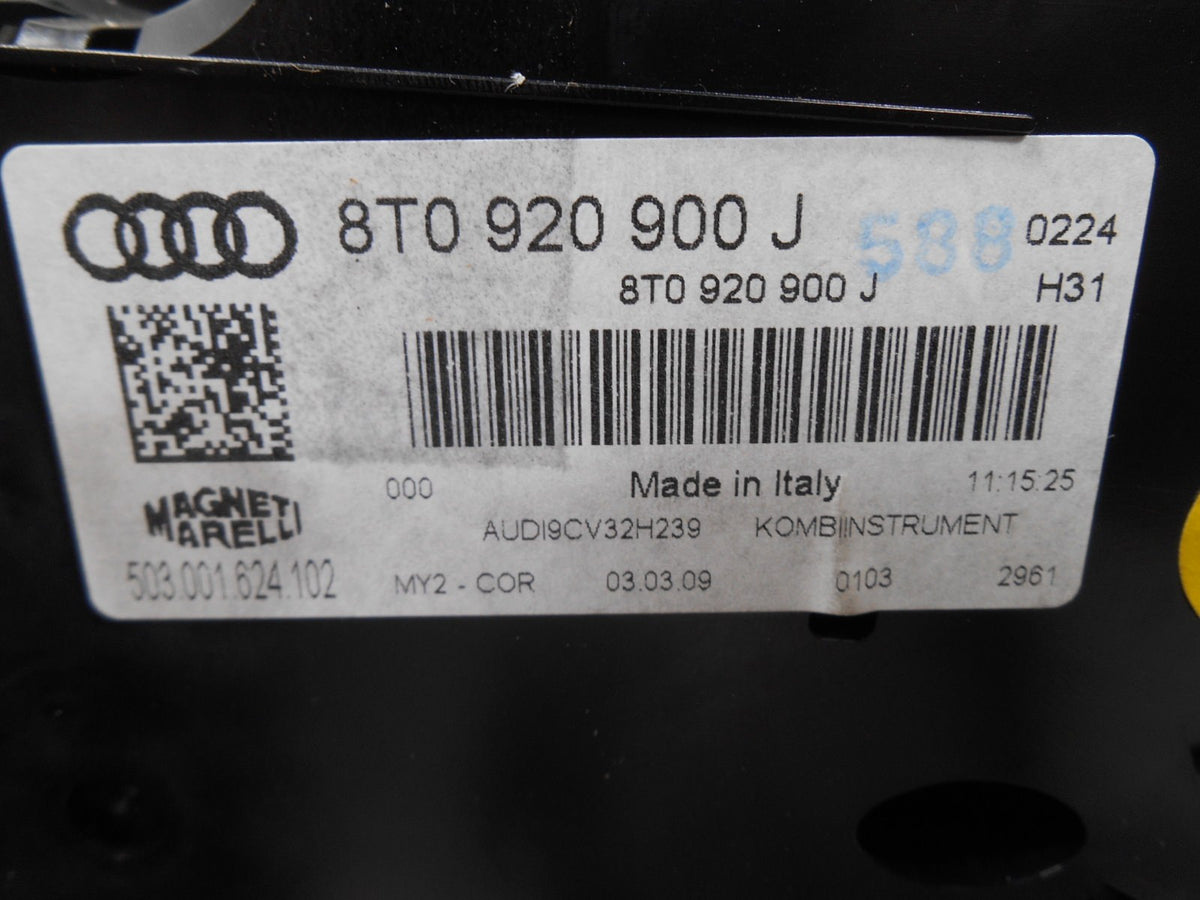 8T0 920 900 J 588 0224
8T0 920 900 J H31
000 Made in Italy 11:15:25
MAGNETI
MARELLI
AUDI9CV32H239 KOMBIINSTRUMENT
503.001.624.102 MY2 - COR 03.03.09 0103 2961